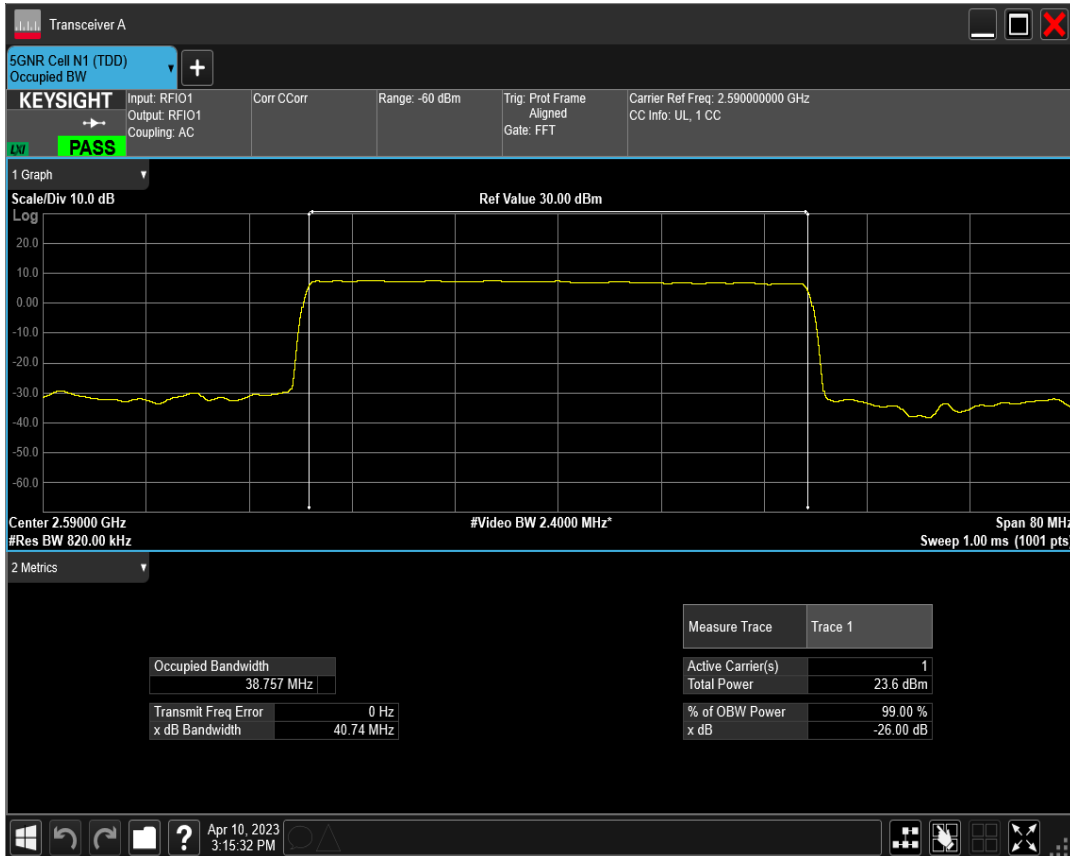 Transceiver A
5GNR Cell N1 (TDD)
Occupied BW
+
KEYSIGHT
LXI
PASS
Input: RFIO1
Output: RFIO1
Coupling: AC
Corr CCorr
Range: -60 dBm
Trig: Prot Frame
Aligned
Gate: FFT
Carrier Ref Freq: 2.590000000 GHz
CC Info: UL, 1 CC
1 Graph
Scale/Div 10.0 dB
Ref Value 30.00 dBm
Log
20.0
10.0
0.00
-10.0
-20.0
-30.0
-40.0
-50.0
-60.0
Center 2.59000 GHz
#Video BW 2.4000 MHz*
Span 80 MHz
#Res BW 820.00 kHz
Sweep 1.00 ms (1001 pts)
2 Metrics
Measure Trace Trace 1
Occupied Bandwidth
38.757 MHz
Active Carrier(s) 1
Total Power 23.6 dBm
Transmit Freq Error 0 Hz
x dB Bandwidth 40.74 MHz
% of OBW Power 99.00 %
x dB -26.00 dB
?
Apr 10, 2023
3:15:32 PM